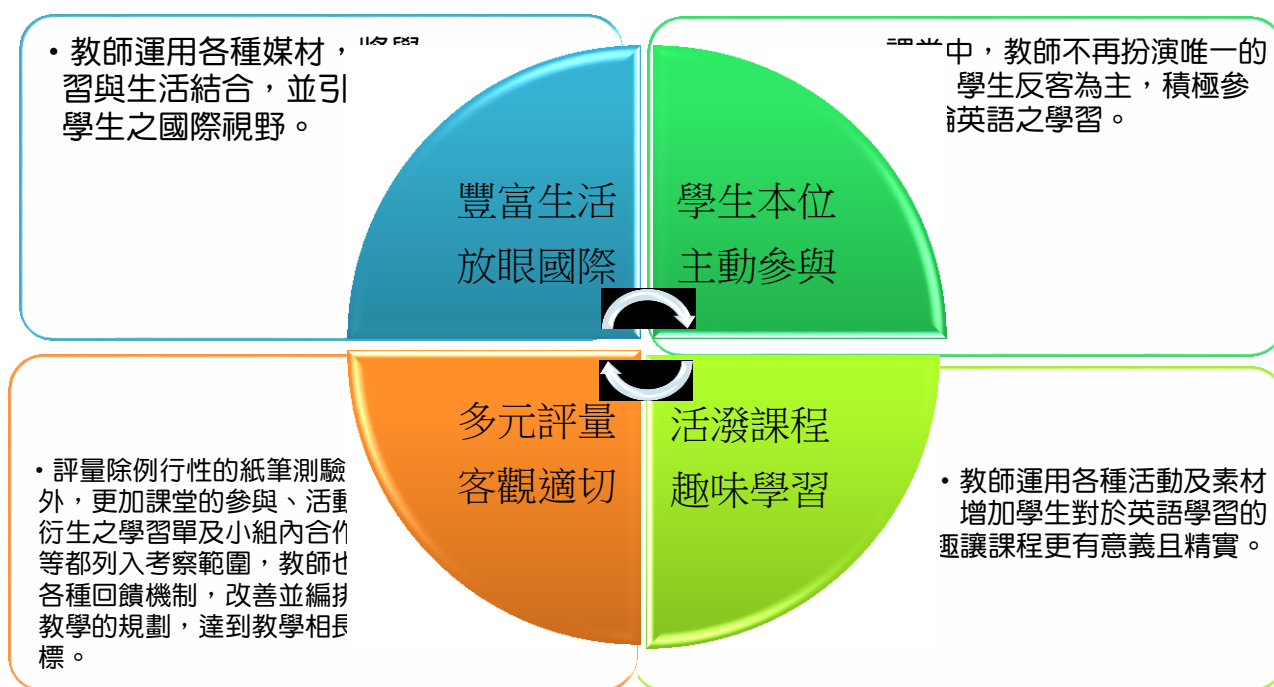 • 教師運用各種媒材，將學
習與生活結合，並引
學生之國際視野。
課堂中，教師不再扮演唯一的
學生反客為主，積極參
英語之學習。
豐富生活
放眼國際
學生本位
主動參與
多元評量
客觀適切
活潑課程
趣味學習
• 評量除例行性的紙筆測驗
外，更加課堂的參與、活動
衍生之學習單及小組內合作
等都列入考察範圍，教師也
各種回饋機制，改善並編排
教學的規劃，達到教學相長
標。
• 教師運用各種活動及素材
增加學生對於英語學習的
趣讓課程更有意義且精實。